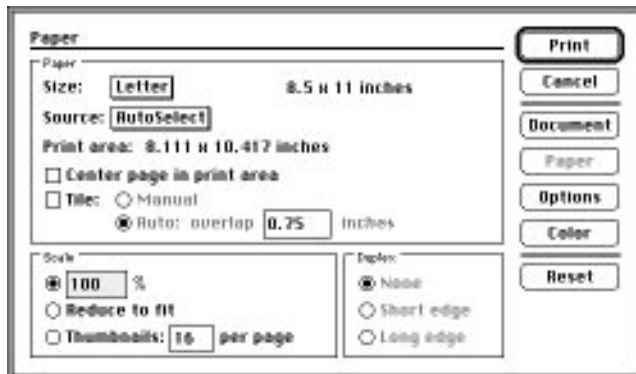 Paper
Paper
Size: Letter 8.5 x 11 inches
Source: AutoSelect
Print area: 8.111 x 10.417 inches
Center page in print area
Tile: Manual
Auto: overlap 0.75 inches
Scale
100 %
Reduce to fit
Thumbnails: 16 per page
Duplex
None
Short edge
Long edge
Print
Cancel
Document
Paper
Options
Color
Reset